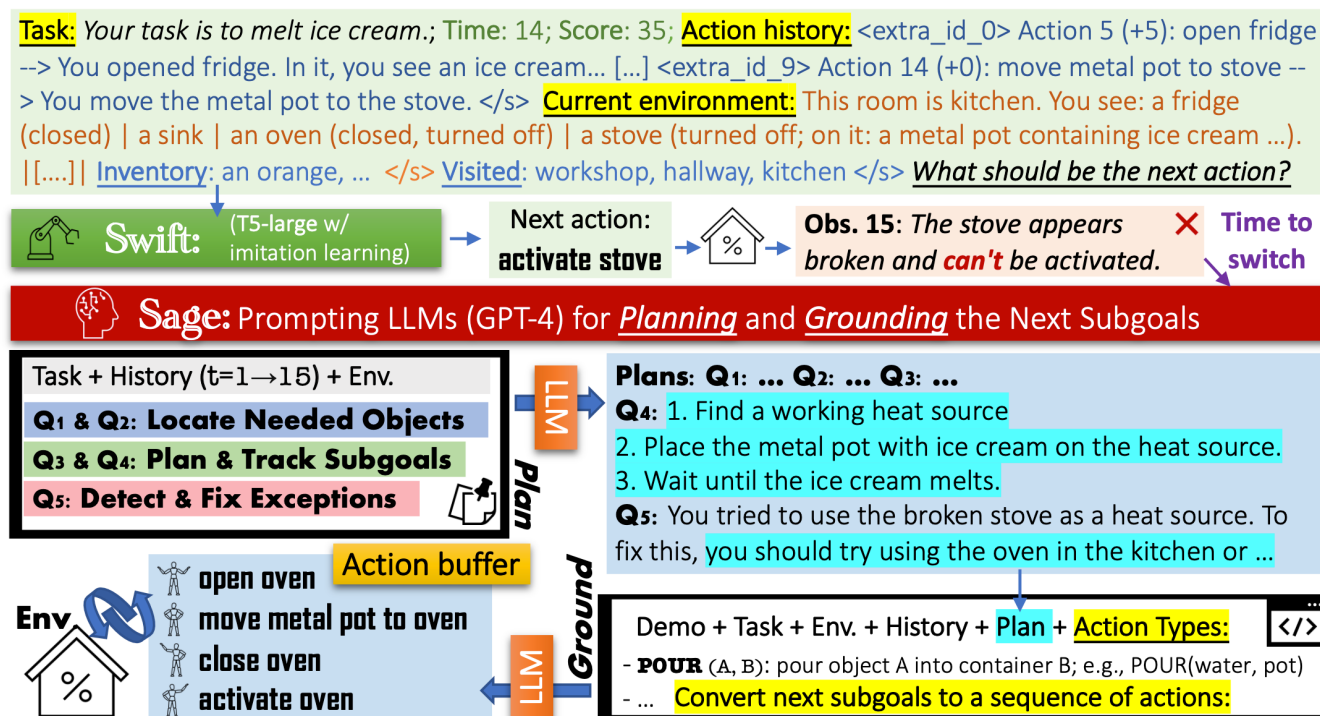 Task: Your task is to melt ice cream.; Time: 14; Score: 35; Action history: <extra_id_0> Action 5 (+5): open fridge
--> You opened fridge. In it, you see an ice cream... […] <extra_id_9> Action 14 (+0): move metal pot to stove --
> You move the metal pot to the stove. </s> Current environment: This room is kitchen. You see: a fridge
(closed) | a sink | an oven (closed, turned off) | a stove (turned off; on it: a metal pot containing ice cream ...).
|[....]| Inventory: an orange, ... </s> Visited: workshop, hallway, kitchen </s> What should be the next action?
Swift: (T5-large w/
imitation learning)
Next action:
activate stove
%
Obs. 15: The stove appears
broken and can't be activated.
Time to
switch
Sage: Prompting LLMs (GPT-4) for Planning and Grounding the Next Subgoals
Task + History (t=1→15) + Env.
Q1 & Q2: Locate Needed Objects
Q3 & Q4: Plan & Track Subgoals
Q5: Detect & Fix Exceptions
Plan
LLM
Plans: Q1: ... Q2: ... Q3: ...
Q4: 1. Find a working heat source
2. Place the metal pot with ice cream on the heat source.
3. Wait until the ice cream melts.
Q5: You tried to use the broken stove as a heat source. To
fix this, you should try using the oven in the kitchen or ...
Demo + Task + Env. + History + Plan + Action Types:
</>
- POUR (A, B): pour object A into container B; e.g., POUR(water, pot)
- ... Convert next subgoals to a sequence of actions:
Ground
LLM
Action buffer
open oven
move metal pot to oven
close oven
activate oven
Env.
%